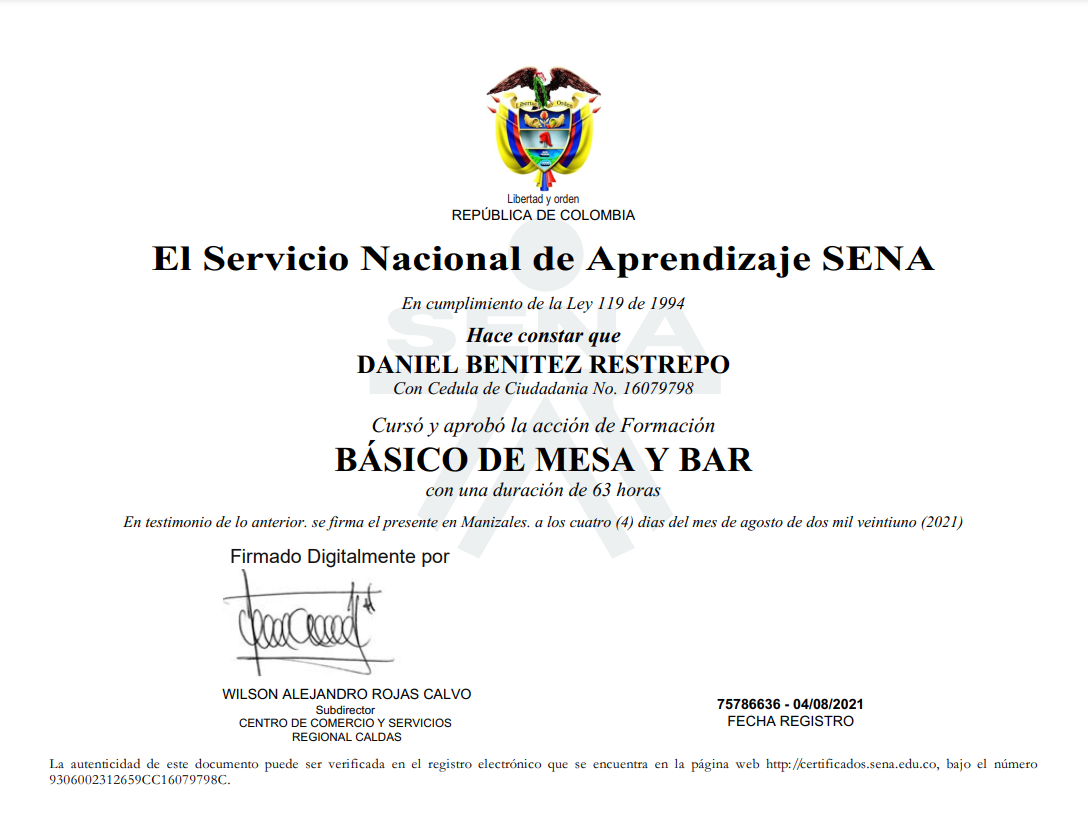 Libertad y Orden
Libertad y orden
REPÚBLICA DE COLOMBIA
El Servicio Nacional de Aprendizaje SENA
En cumplimiento de la Ley 119 de 1994
SENA
Hace constar que
DANIEL BENITEZ RESTREPO
Con Cedula de Ciudadania No. 16079798
Cursó y aprobó la acción de Formación
BÁSICO DE MESA Y BAR
con una duración de 63 horas
En testimonio de lo anterior. se firma el presente en Manizales. a los cuatro (4) dias del mes de agosto de dos mil veintiuno (2021)
Firmado Digitalmente por
WILSON ALEJANDRO ROJAS CALVO
Subdirector
CENTRO DE COMERCIO Y SERVICIOS
REGIONAL CALDAS
75786636 - 04/08/2021
FECHA REGISTRO
La autenticidad de este documento puede ser verificada en el registro electrónico que se encuentra en la página web http://certificados.sena.edu.co, bajo el número
9306002312659CC16079798C.